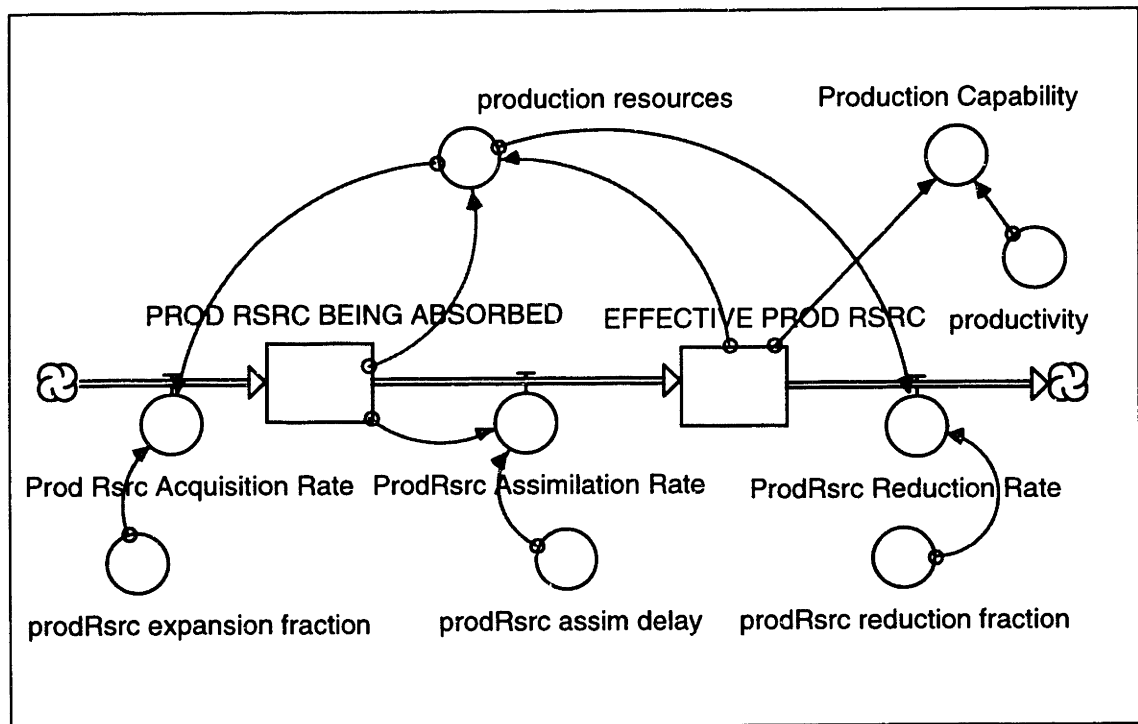 production resources
Production Capability
PROD RSRC BEING ABSORBED
EFFECTIVE PROD RSRC
productivity
Prod Rsrc Acquisition Rate
ProdRsrc Assimilation Rate
ProdRsrc Reduction Rate
prodRsrc expansion fraction
prodRsrc assim delay
prodRsrc reduction fraction